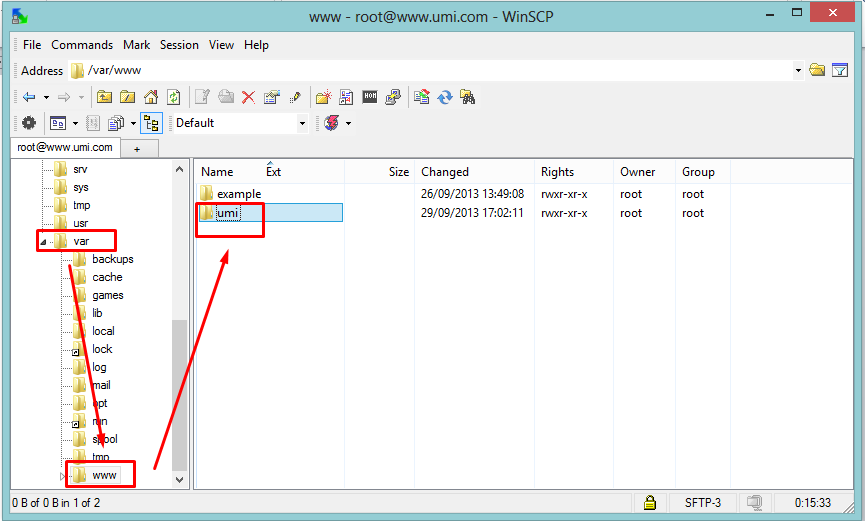 www - root@www.umi.com - WinSCP
File Commands Mark Session View Help
Address /var/www
Default
root@www.umi.com +
srv
sys
tmp
usr
var
backups
cache
games
lib
local
lock
log
mail
opt
run
spool
tmp
www
Name Ext Size Changed Rights Owner Group
example 26/09/2013 13:49:08 rwxr-xr-x root root
umi 29/09/2013 17:02:11 rwxr-xr-x root root
0 B of 0 B in 1 of 2 SFTP-3 0:15:33